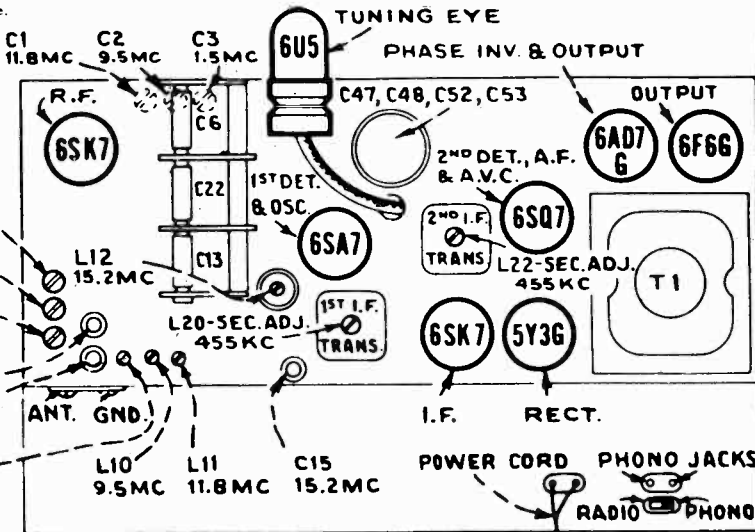 e.
C1
11.8MC
C2
9.5MC
C3
1.5MC
TUNING EYE
6U5
PHASE INV. & OUTPUT
R.F.
6SK7
C6
C47, C48, C52, C53
OUTPUT
6AD7
G
6F6G
2ND DET., A.F.
& A.V.C.
6SQ7
C22
1ST DET.
& OSC.
6SA7
2ND I.F.
TRANS.
L22-SEC. ADJ.
455KC
T1
L12
15.2MC
C13
L20-SEC. ADJ.
455KC
1ST I.F.
TRANS.
6SK7
5Y3G
ANT. GND.
I.F.
RECT.
L10
9.5MC
L11
11.8MC
C15
15.2MC
POWER CORD
PHONO JACKS
RADIO
PHONO